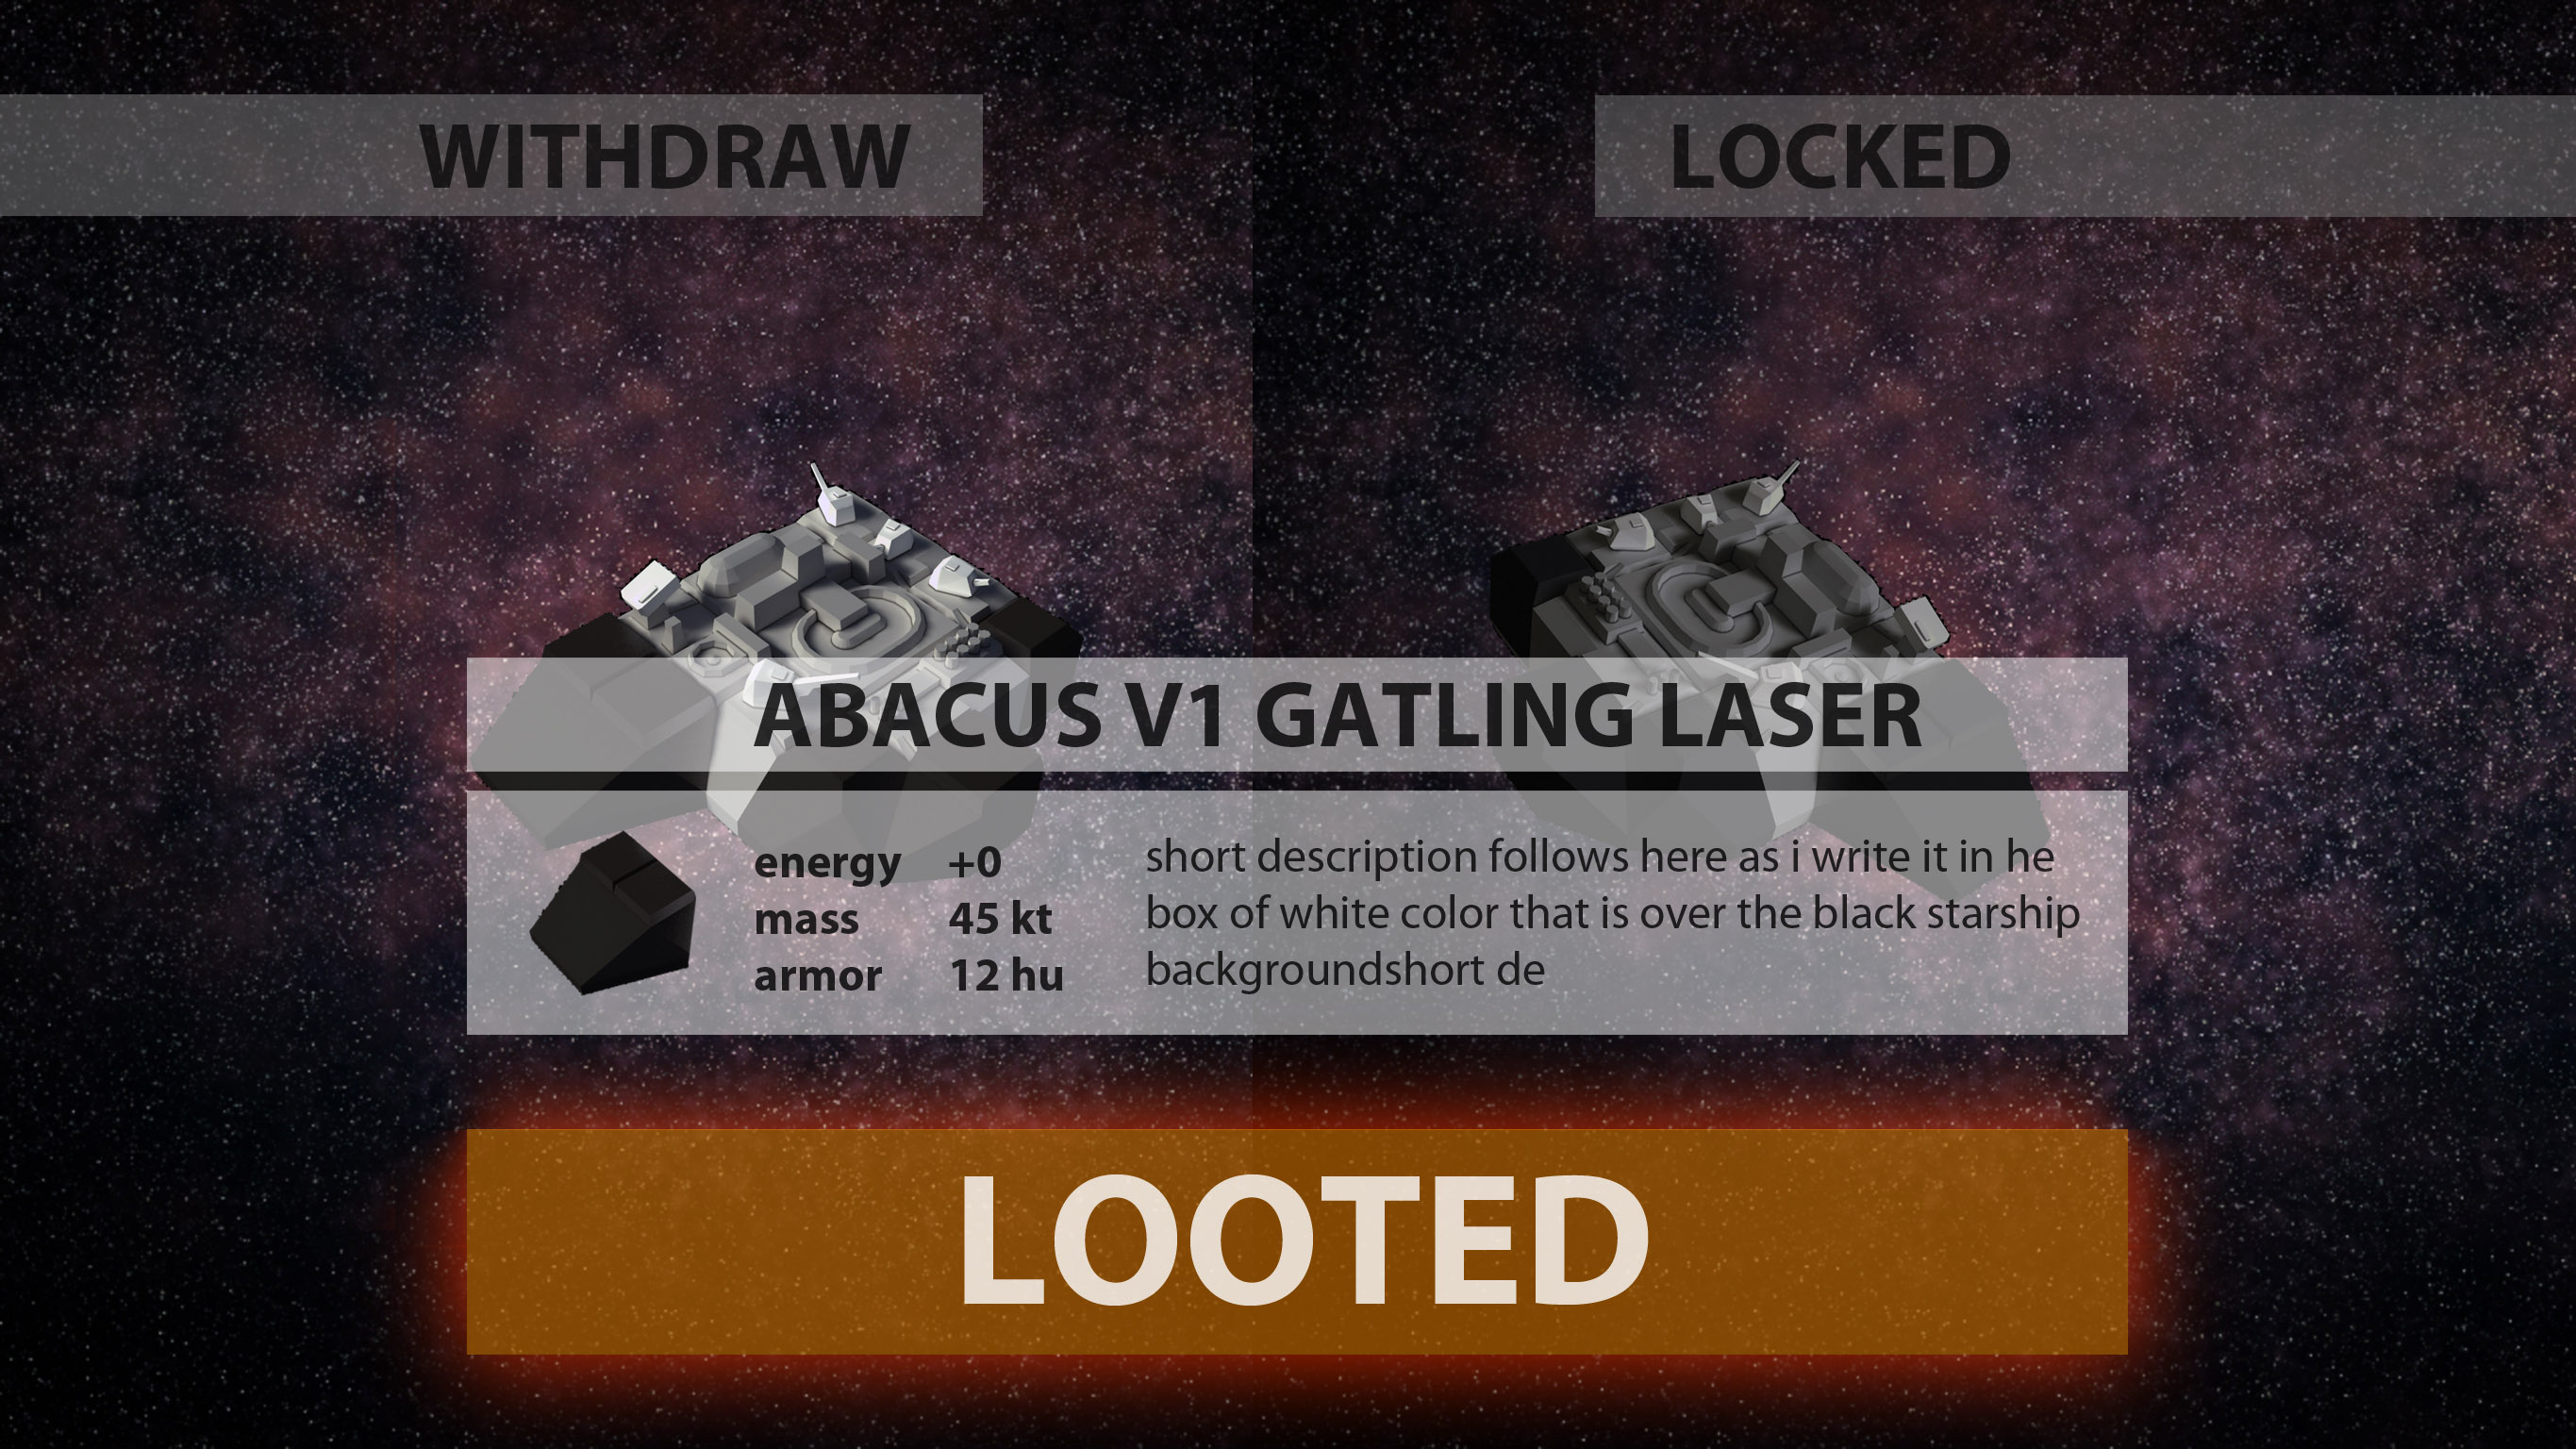 WITHDRAW
LOCKED
ABACUS V1 GATLING LASER
energy +0
mass 45 kt
armor 12 hu
short description follows here as i write it in he
box of white color that is over the black starship
backgroundshort de
LOOTED